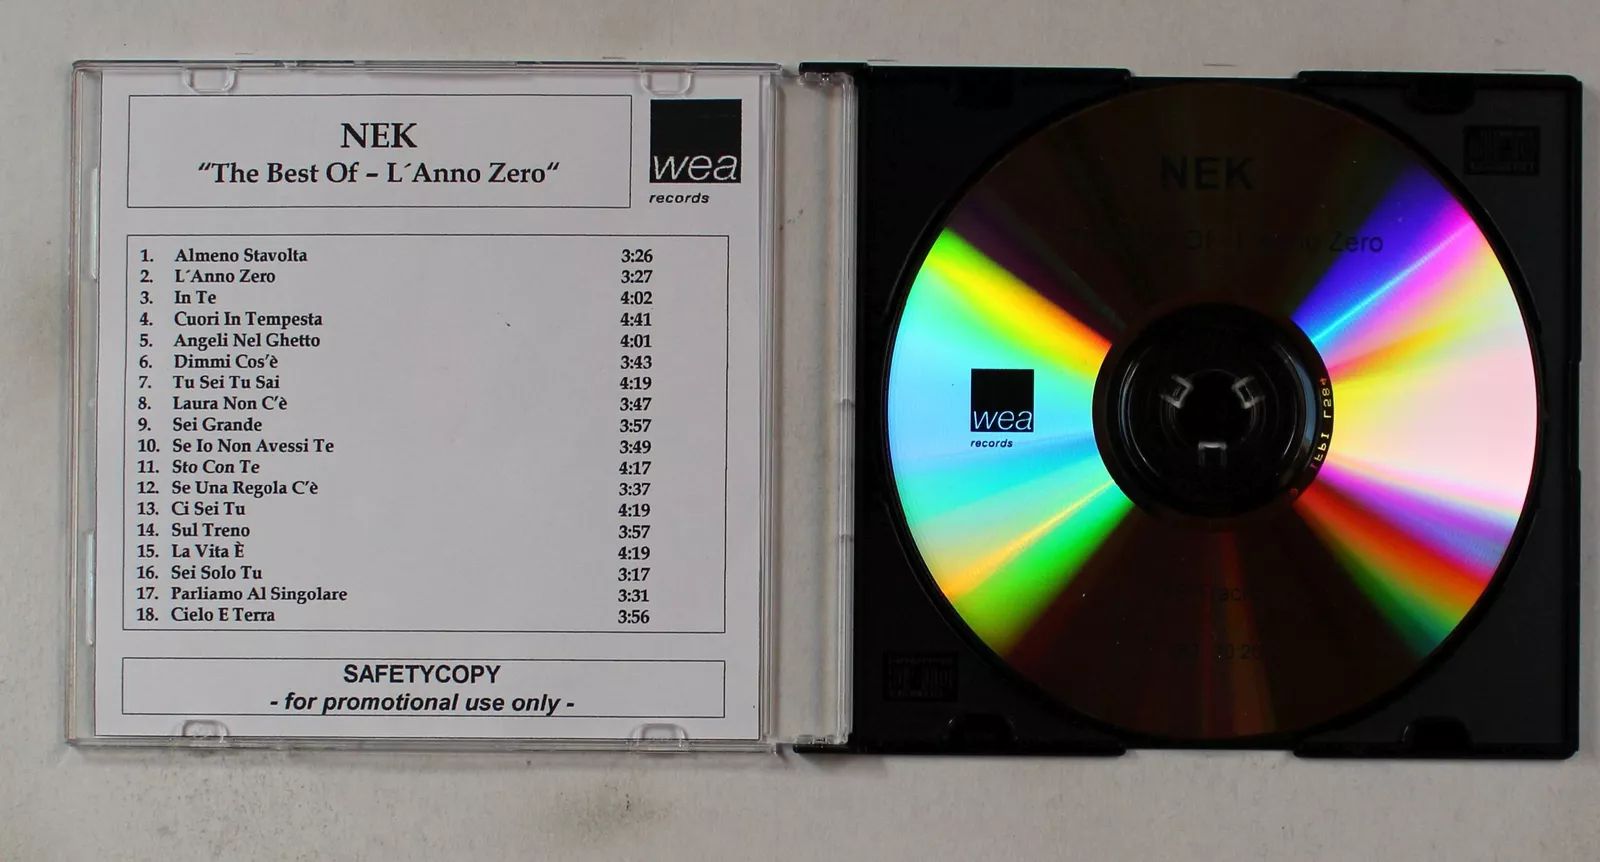 NEK
“The Best Of – L´Anno Zero“
wea
records
1. Almeno Stavolta 3:26
2. L´Anno Zero 3:27
3. In Te 4:02
4. Cuori In Tempesta 4:41
5. Angeli Nel Ghetto 4:01
6. Dimmi Cos'è 3:43
7. Tu Sei Tu Sai 4:19
8. Laura Non C'è 3:47
9. Sei Grande 3:57
10. Se Io Non Avessi Te 3:49
11. Sto Con Te 4:17
12. Se Una Regola C'è 3:37
13. Ci Sei Tu 4:19
14. Sul Treno 3:57
15. La Vita È 4:19
16. Sei Solo Tu 3:17
17. Parliamo Al Singolare 3:31
18. Cielo E Terra 3:56
SAFETYCOPY
- for promotional use only -
NEK
Zero
wea
records